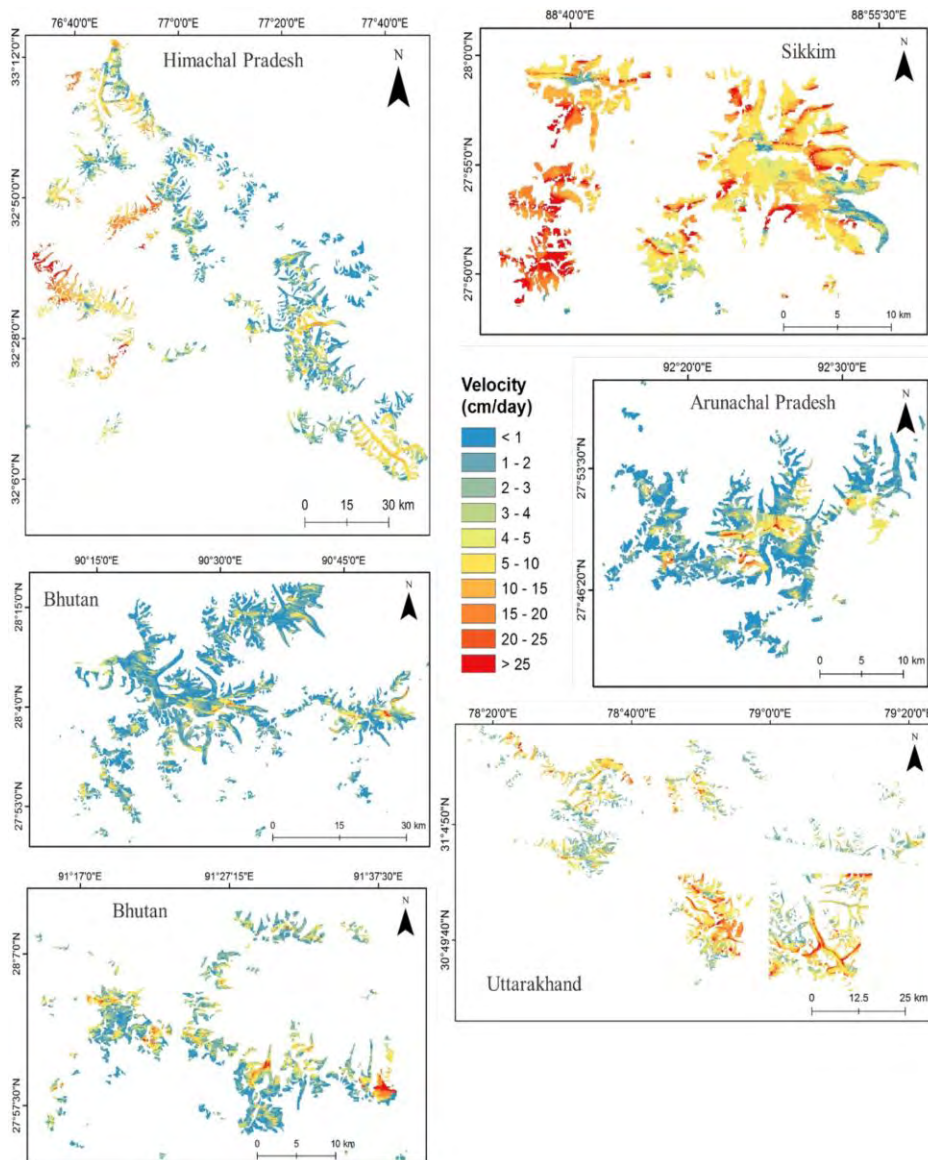 76°40'0"E 77°0'0"E 77°20'0"E 77°40'0"E
33°12'0"N
32°50'0"N
32°28'0"N
32°6'0"N
Himachal Pradesh
N
0 15 30 km
88°40'0"E 88°55'30"E
28°0'0"N
27°55'0"N
27°50'0"N
Sikkim
N
0 5 10 km
Velocity
(cm/day)
< 1
1 - 2
2 - 3
3 - 4
4 - 5
5 - 10
10 - 15
15 - 20
20 - 25
> 25
92°20'0"E 92°30'0"E
27°53'30"N
27°46'20"N
Arunachal Pradesh
N
0 5 10 km
90°15'0"E 90°30'0"E 90°45'0"E
28°15'0"N
28°4'0"N
27°53'0"N
Bhutan
N
0 15 30 km
78°20'0"E 78°40'0"E 79°0'0"E 79°20'0"E
31°4'50"N
30°49'40"N
N
Uttarakhand
0 12.5 25 km
91°17'0"E 91°27'15"E 91°37'30"E
28°7'0"N
27°57'30"N
Bhutan
N
0 5 10 km